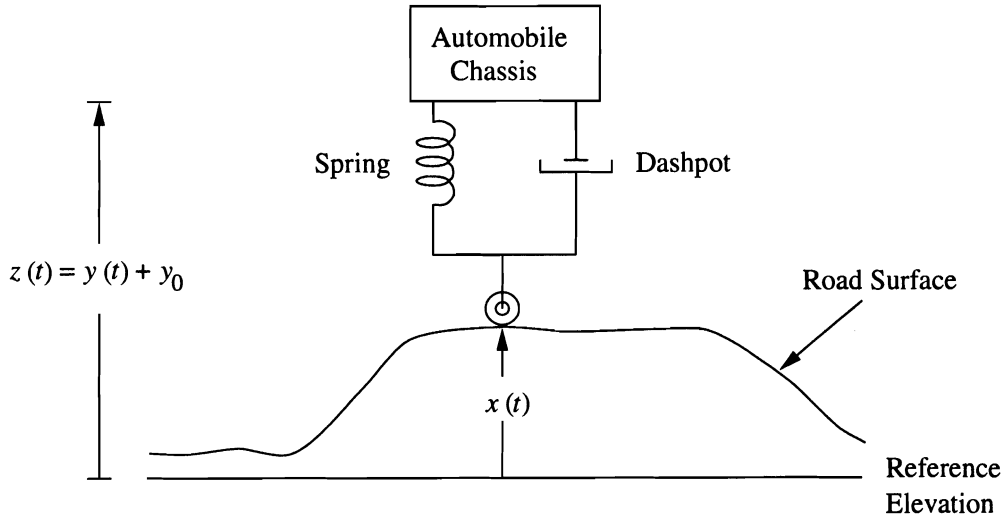 Automobile
Chassis
Spring
Dashpot
z (t) = y (t) + y0
Road Surface
x (t)
Reference
Elevation